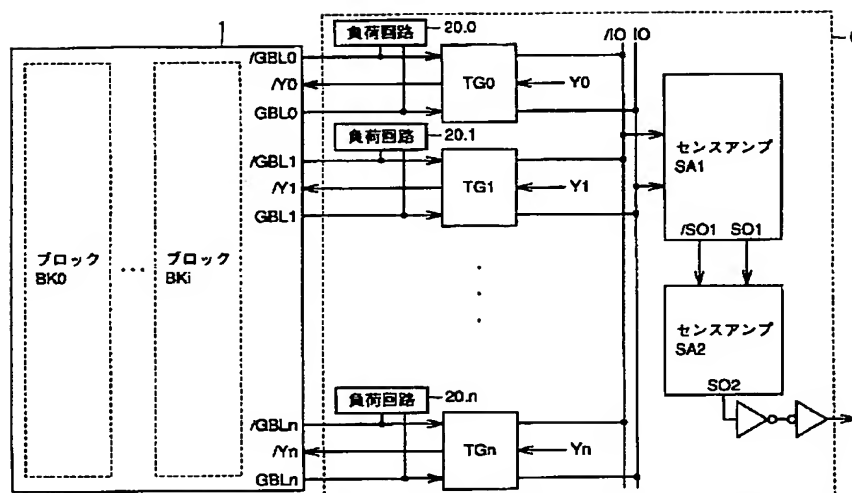 1
負荷回路 20.0
/IO IO
/GBL0
/Y0
GBL0
TG0
Y0
負荷回路 20.1
/GBL1
/Y1
GBL1
TG1
Y1
センスアンプ
SA1
/SO1 SO1
ブロック
BK0
...
ブロック
BKi
センスアンプ
SA2
SO2
負荷回路 20.n
/GBLn
/Yn
GBLn
TGn
Yn